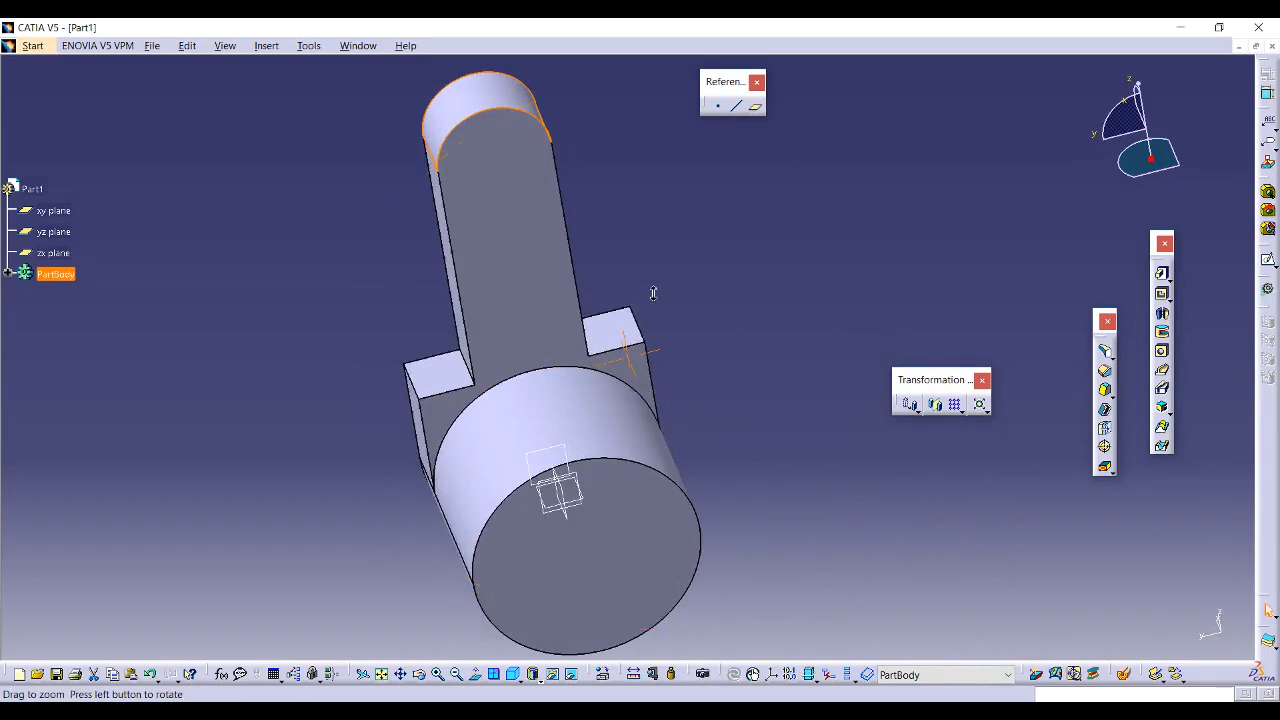 CATIA V5 - [Part1]
Start ENOVIA V5 VPM File Edit View Insert Tools Window Help
Referen...
z
x
y
Part1
xy plane
yz plane
zx plane
PartBody
Transformation ...
z
PartBody
Drag to zoom Press left button to rotate
CATIA